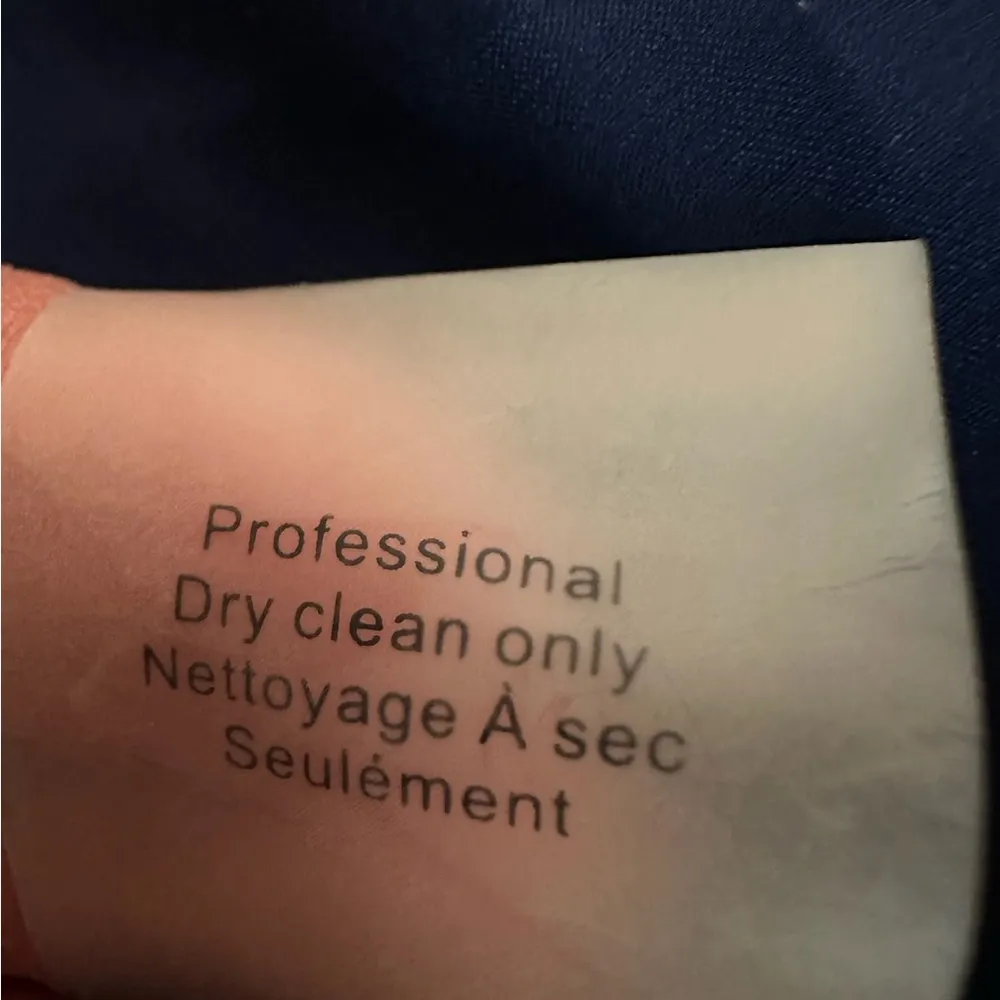 Professional
Dry clean only
Nettoyage À sec
Seulément